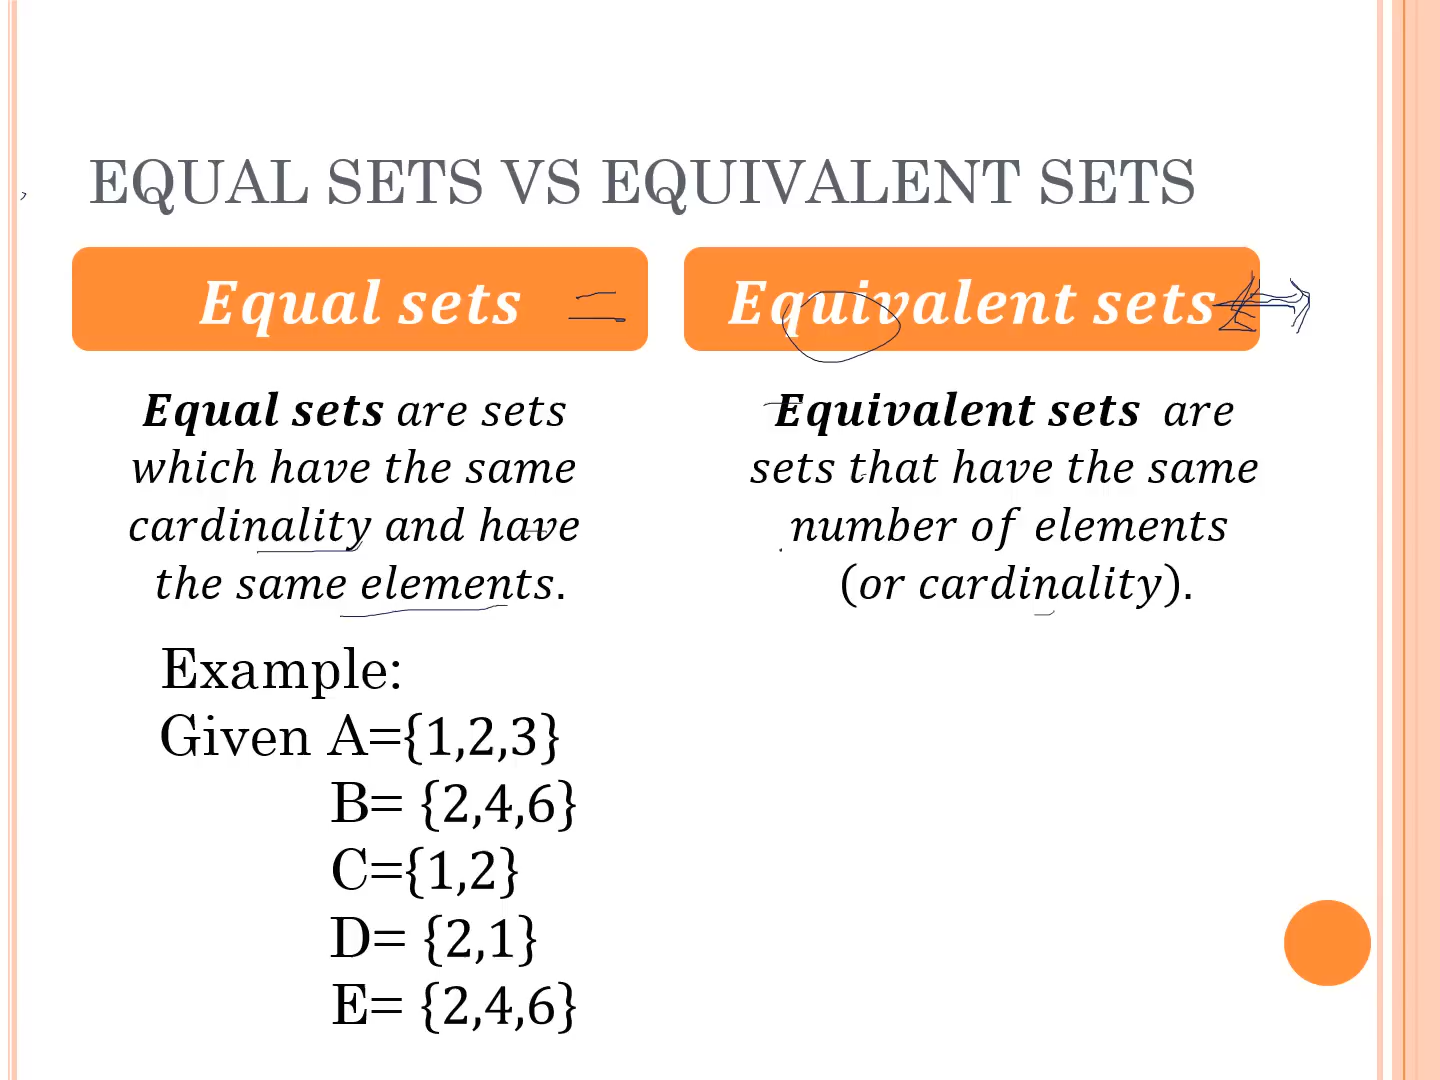 EQUAL SETS VS EQUIVALENT SETS
Equal sets =
Equivalent sets ↔
Equal sets are sets
which have the same
cardinality and have
the same elements.
Equivalent sets are
sets that have the same
number of elements
(or cardinality).
Example:
Given A={1,2,3}
B= {2,4,6}
C={1,2}
D= {2,1}
E= {2,4,6}